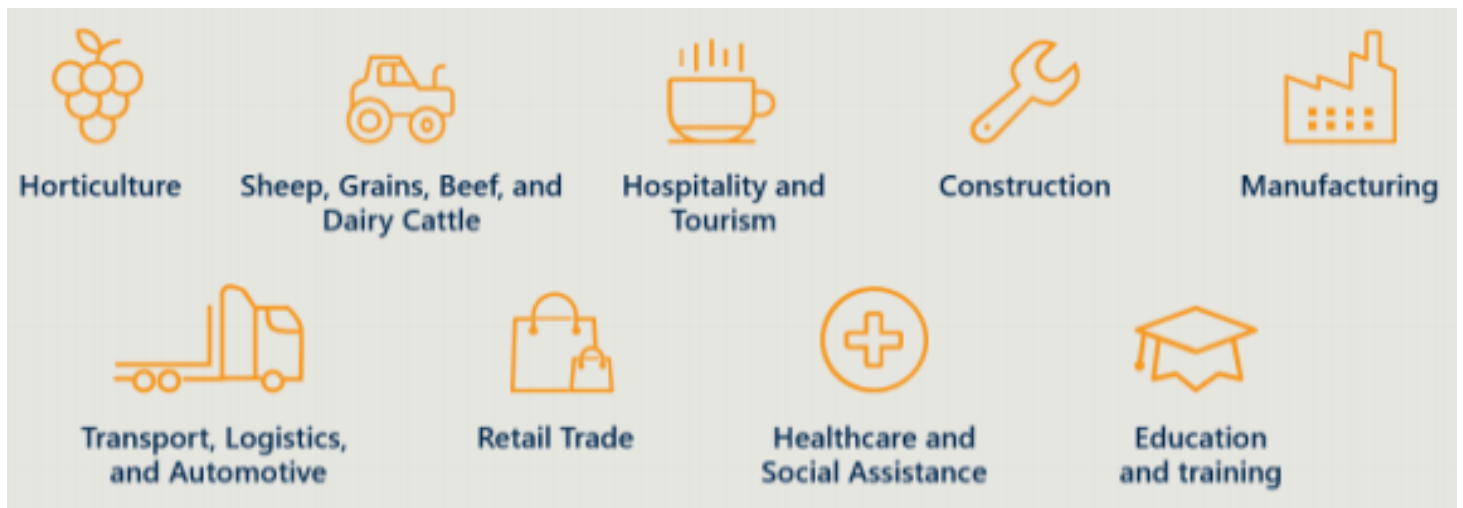 Horticulture
Sheep, Grains, Beef, and
Dairy Cattle
Hospitality and
Tourism
Construction
Manufacturing
Transport, Logistics,
and Automotive
Retail Trade
Healthcare and
Social Assistance
Education
and training